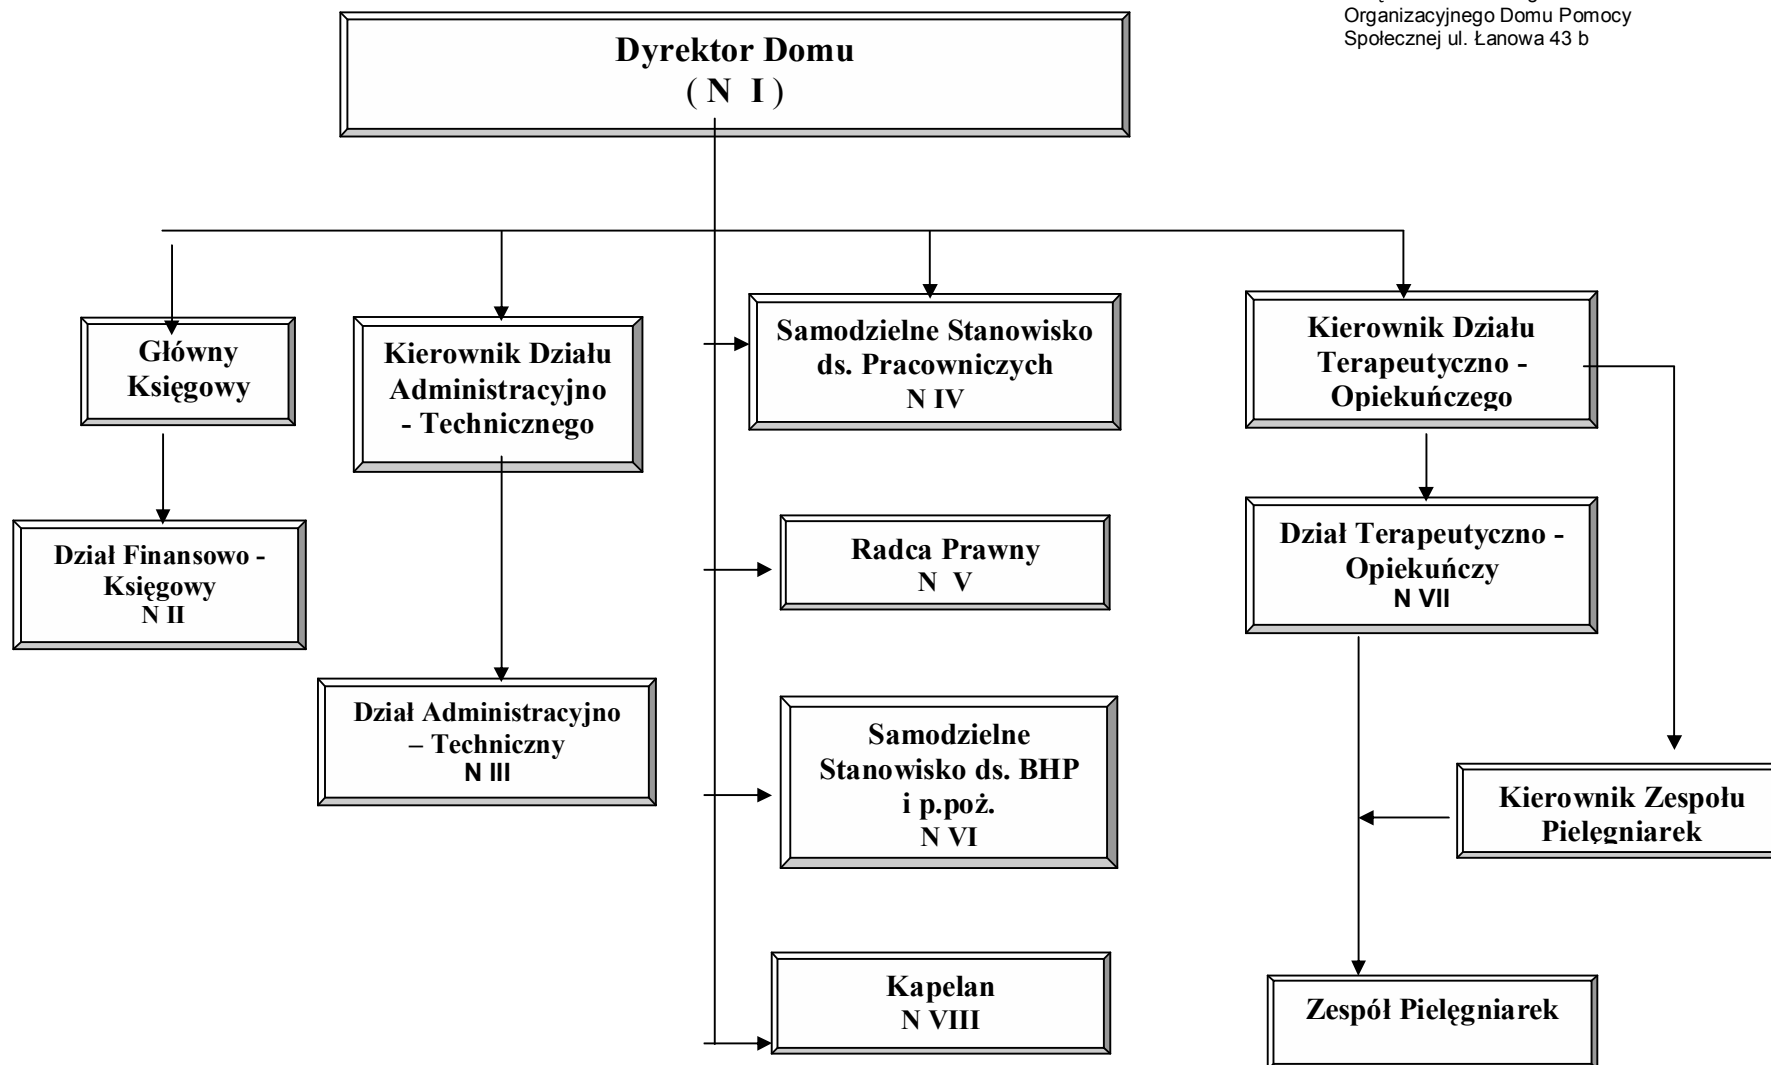 Organizacyjnego Domu Pomocy
Społecznej ul. Łanowa 43 b
Dyrektor Domu
( N I )
Główny
Księgowy
Kierownik Działu
Administracyjno
- Technicznego
Samodzielne Stanowisko
ds. Pracowniczych
N IV
Kierownik Działu
Terapeutyczno -
Opiekuńczego
Dział Finansowo -
Księgowy
N II
Radca Prawny
N V
Dział Terapeutyczno -
Opiekuńczy
N VII
Dział Administracyjno
– Techniczny
N III
Samodzielne
Stanowisko ds. BHP
i p.poż.
N VI
Kierownik Zespołu
Pielęgniarek
Kapelan
N VIII
Zespół Pielęgniarek